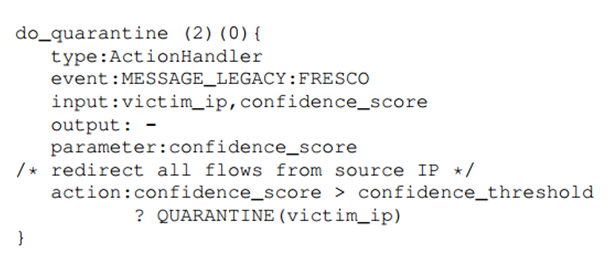 do_quarantine (2)(0){
type:ActionHandler
event:MESSAGE_LEGACY:FRESCO
input:victim_ip,confidence_score
output: -
parameter:confidence_score
/* redirect all flows from source IP */
action:confidence_score > confidence_threshold
? QUARANTINE(victim_ip)
}